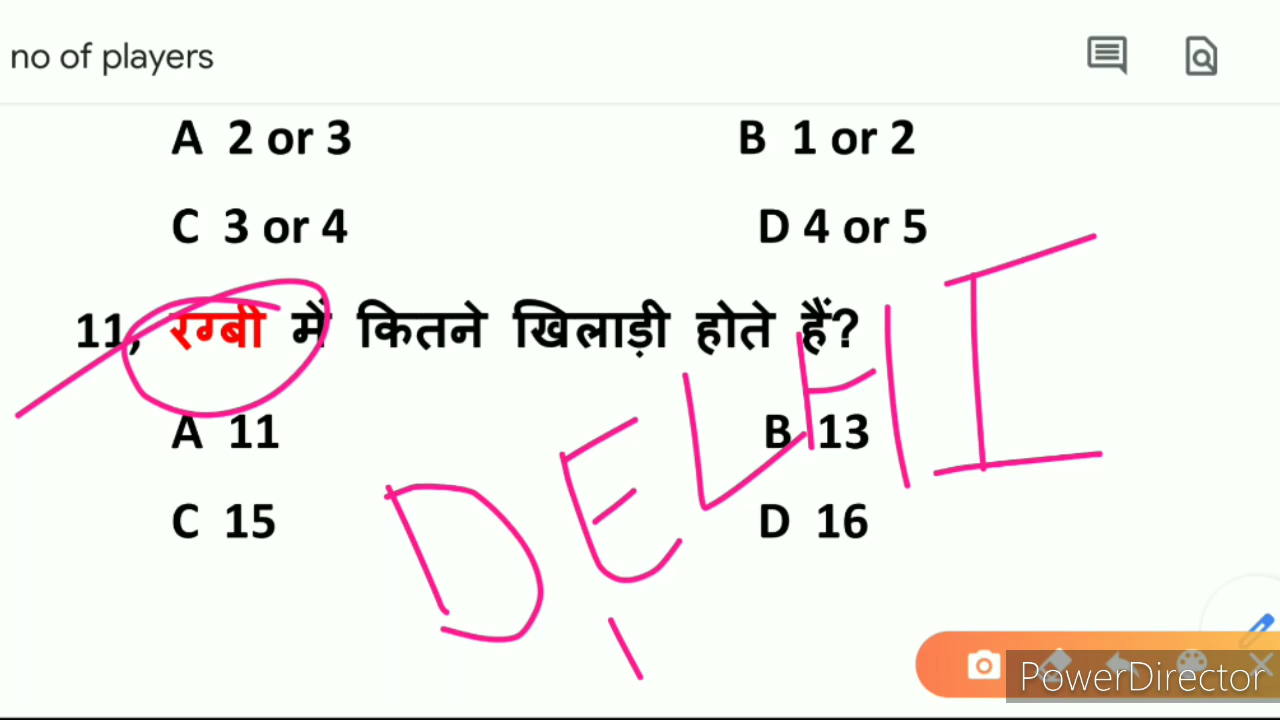 no of players
A 2 or 3 B 1 or 2
C 3 or 4 D 4 or 5
11, रग्बी में कितने खिलाड़ी होते हैं?
A 11 B 13
C 15 D 16
DELHI
PowerDirector